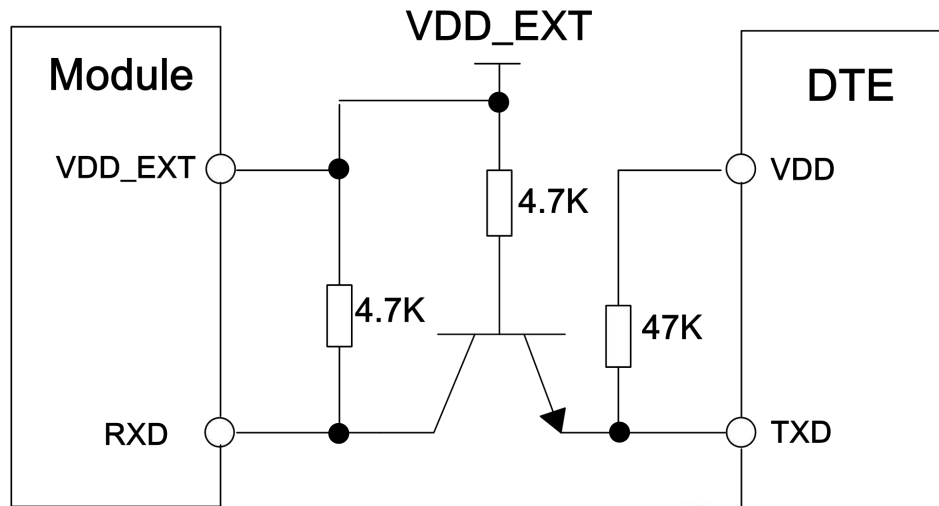 VDD_EXT
Module
DTE
VDD_EXT
VDD
4.7K
4.7K
47K
RXD
TXD